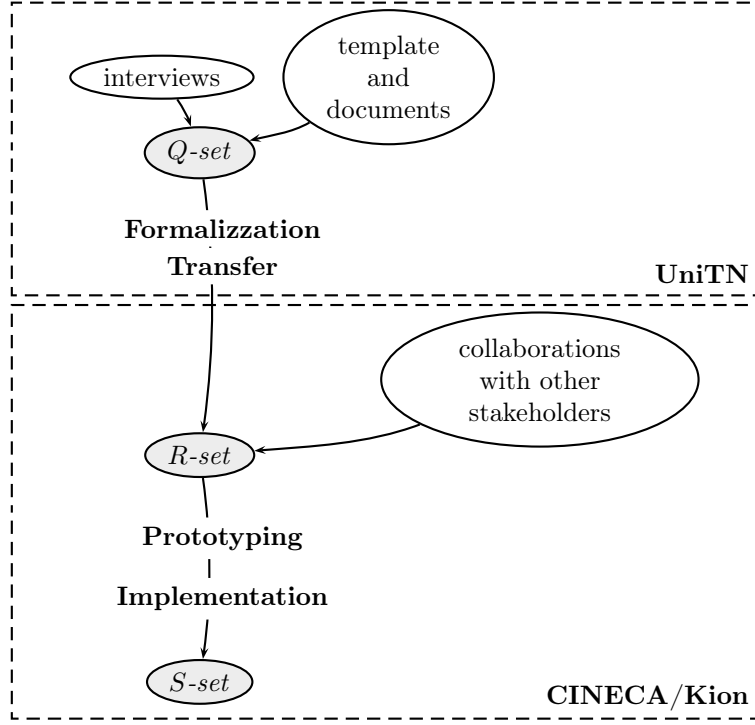 interviews
template
and
documents
Q-set
Formalizzation
Transfer
UniTN
collaborations
with other
stakeholders
R-set
Prototyping
Implementation
S-set
CINECA/Kion